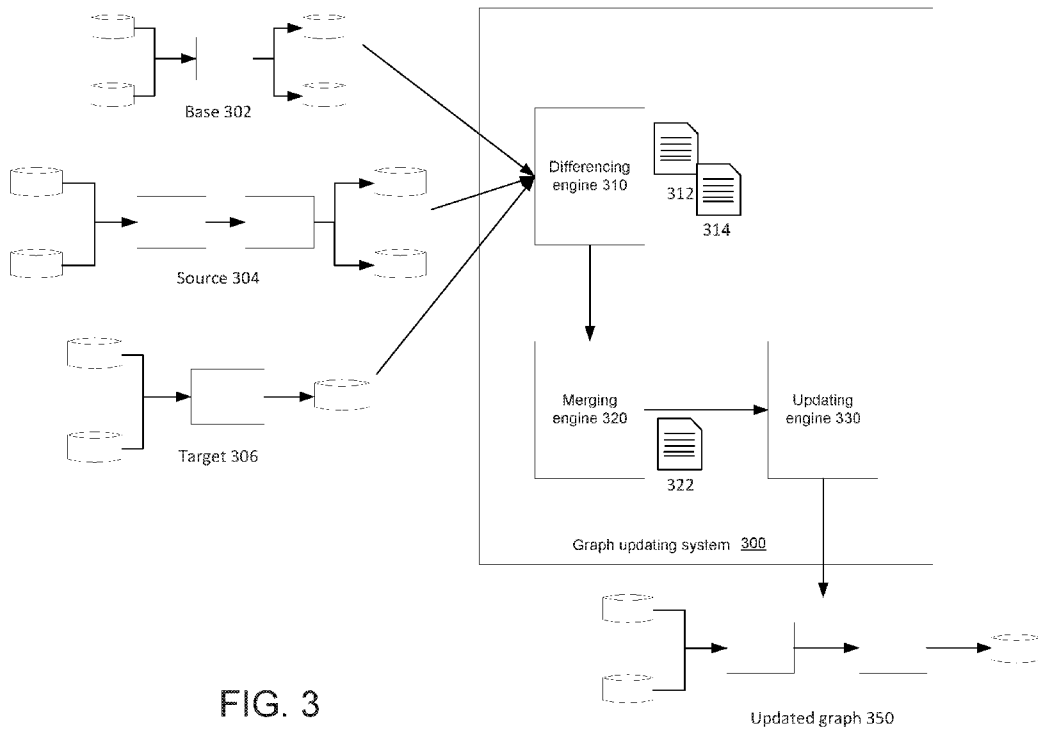 Base 302
Differencing
engine 310
312
314
Source 304
Merging
engine 320
Updating
engine 330
Target 306
322
Graph updating system 300
FIG. 3
Updated graph 350